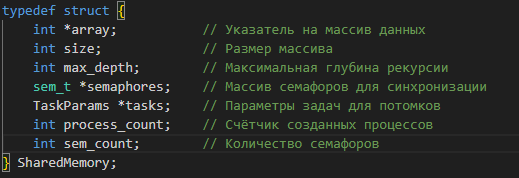 typedef struct {
    int *array;           // Указатель на массив данных
    int size;             // Размер массива
    int max_depth;        // Максимальная глубина рекурсии
    sem_t *semaphores;    // Массив семафоров для синхронизации
    TaskParams *tasks;    // Параметры задач для потомков
    int process_count;    // Счётчик созданных процессов
    int sem_count;        // Количество семафоров
} SharedMemory;